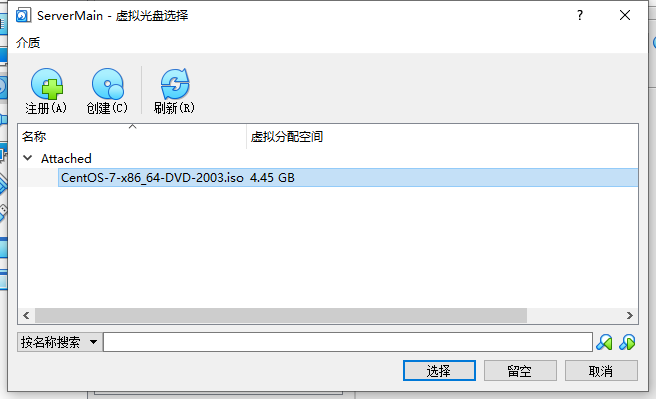 ServerMain - 虚拟光盘选择
介质
注册(A) 创建(C) 刷新(R)
名称 虚拟分配空间
Attached
CentOS-7-x86_64-DVD-2003.iso 4.45 GB
按名称搜索
选择 留空 取消